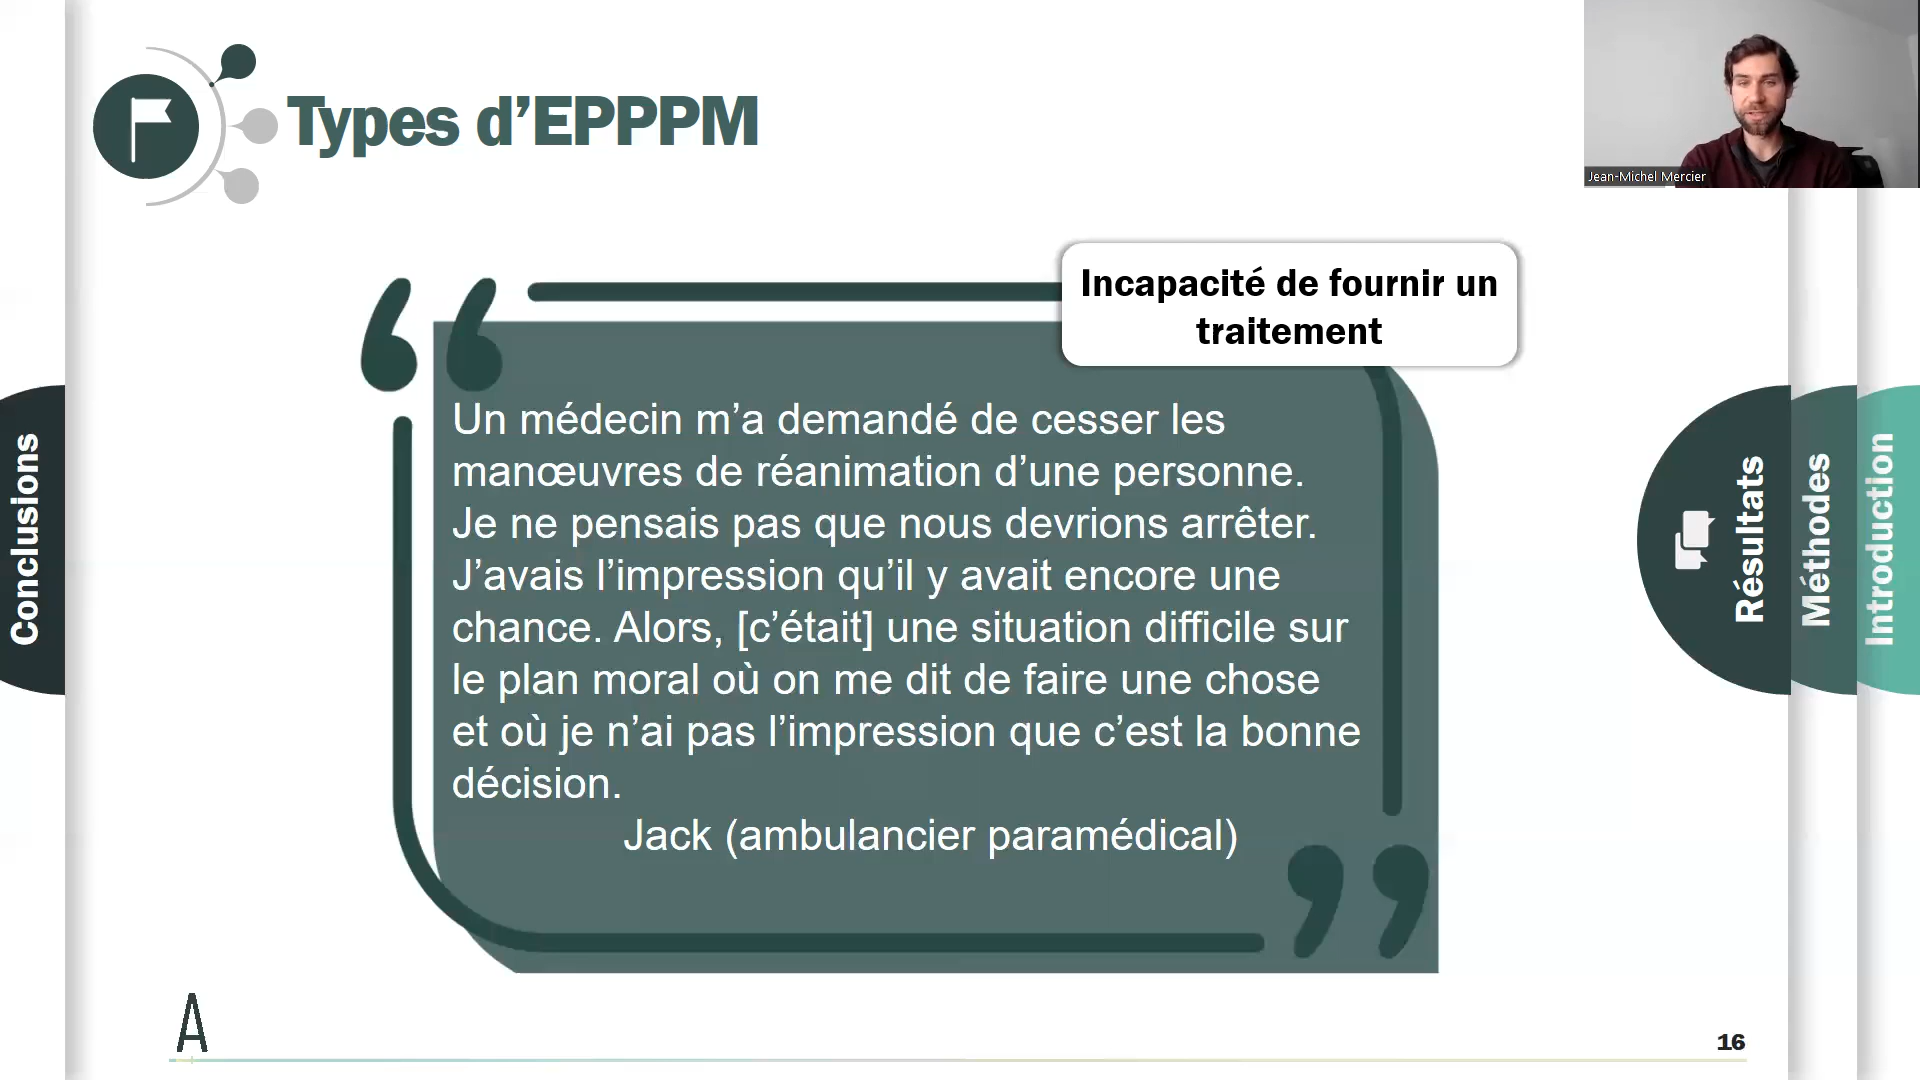 Types d’EPPPM
Jean-Michel Mercier
Incapacité de fournir un
traitement
Un médecin m’a demandé de cesser les
manœuvres de réanimation d’une personne.
Je ne pensais pas que nous devrions arrêter.
J’avais l’impression qu’il y avait encore une
chance. Alors, [c’était] une situation difficile sur
le plan moral où on me dit de faire une chose
et où je n’ai pas l’impression que c’est la bonne
décision.
Jack (ambulancier paramédical)
Conclusions
Résultats
Méthodes
Introduction
A
16